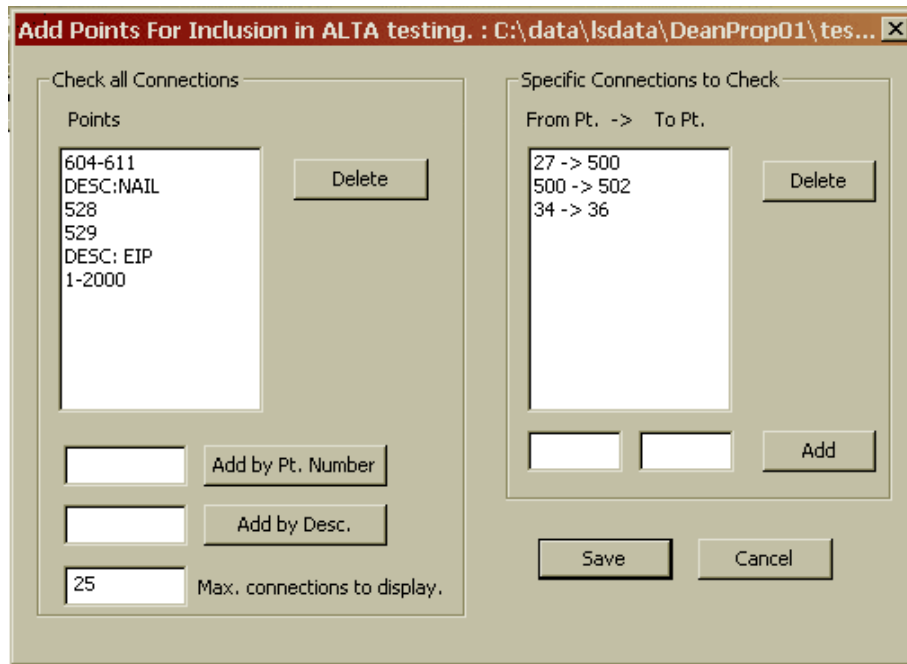 Add Points For Inclusion in ALTA testing. : C:\data\lsdata\DeanProp01\tes...
Check all Connections
Points
604-611
DESC:NAIL
528
529
DESC: EIP
1-2000
Delete
Add by Pt. Number
Add by Desc.
25 Max. connections to display.
Specific Connections to Check
From Pt. -> To Pt.
27 -> 500
500 -> 502
34 -> 36
Delete
Add
Save Cancel